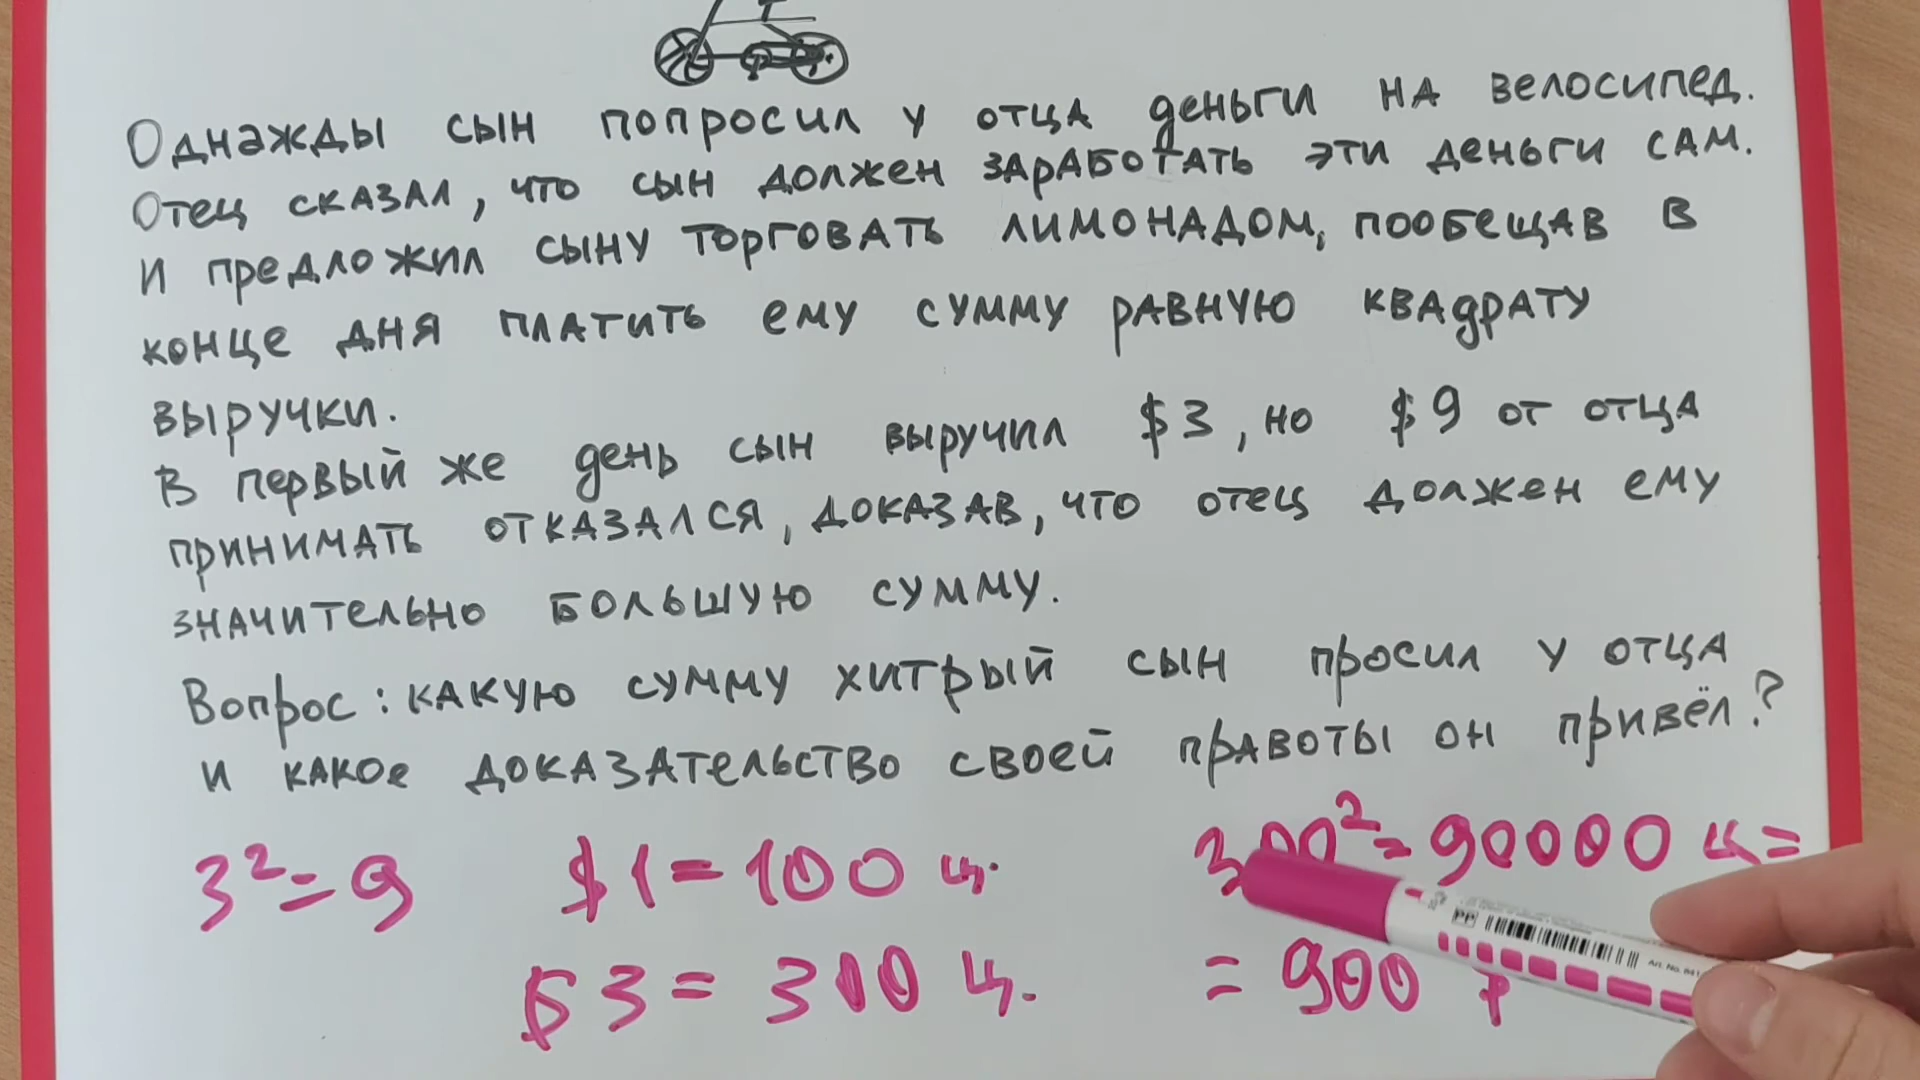 Однажды сын попросил у отца деньги на велосипед.
Отец сказал, что сын должен заработать эти деньги сам.
И предложил сыну торговать лимонадом, пообещав в
конце дня платить ему сумму равную квадрату
выручки.
В первый же день сын выручил $3, но $9 от отца
принимать отказался, доказав, что отец должен ему
значительно большую сумму.
Вопрос: какую сумму хитрый сын просил у отца
и какое доказательство своей правоты он привёл?
3²=9 $1=100 ц. 300²=90000 ц=
$3=300 ц. =900
PP